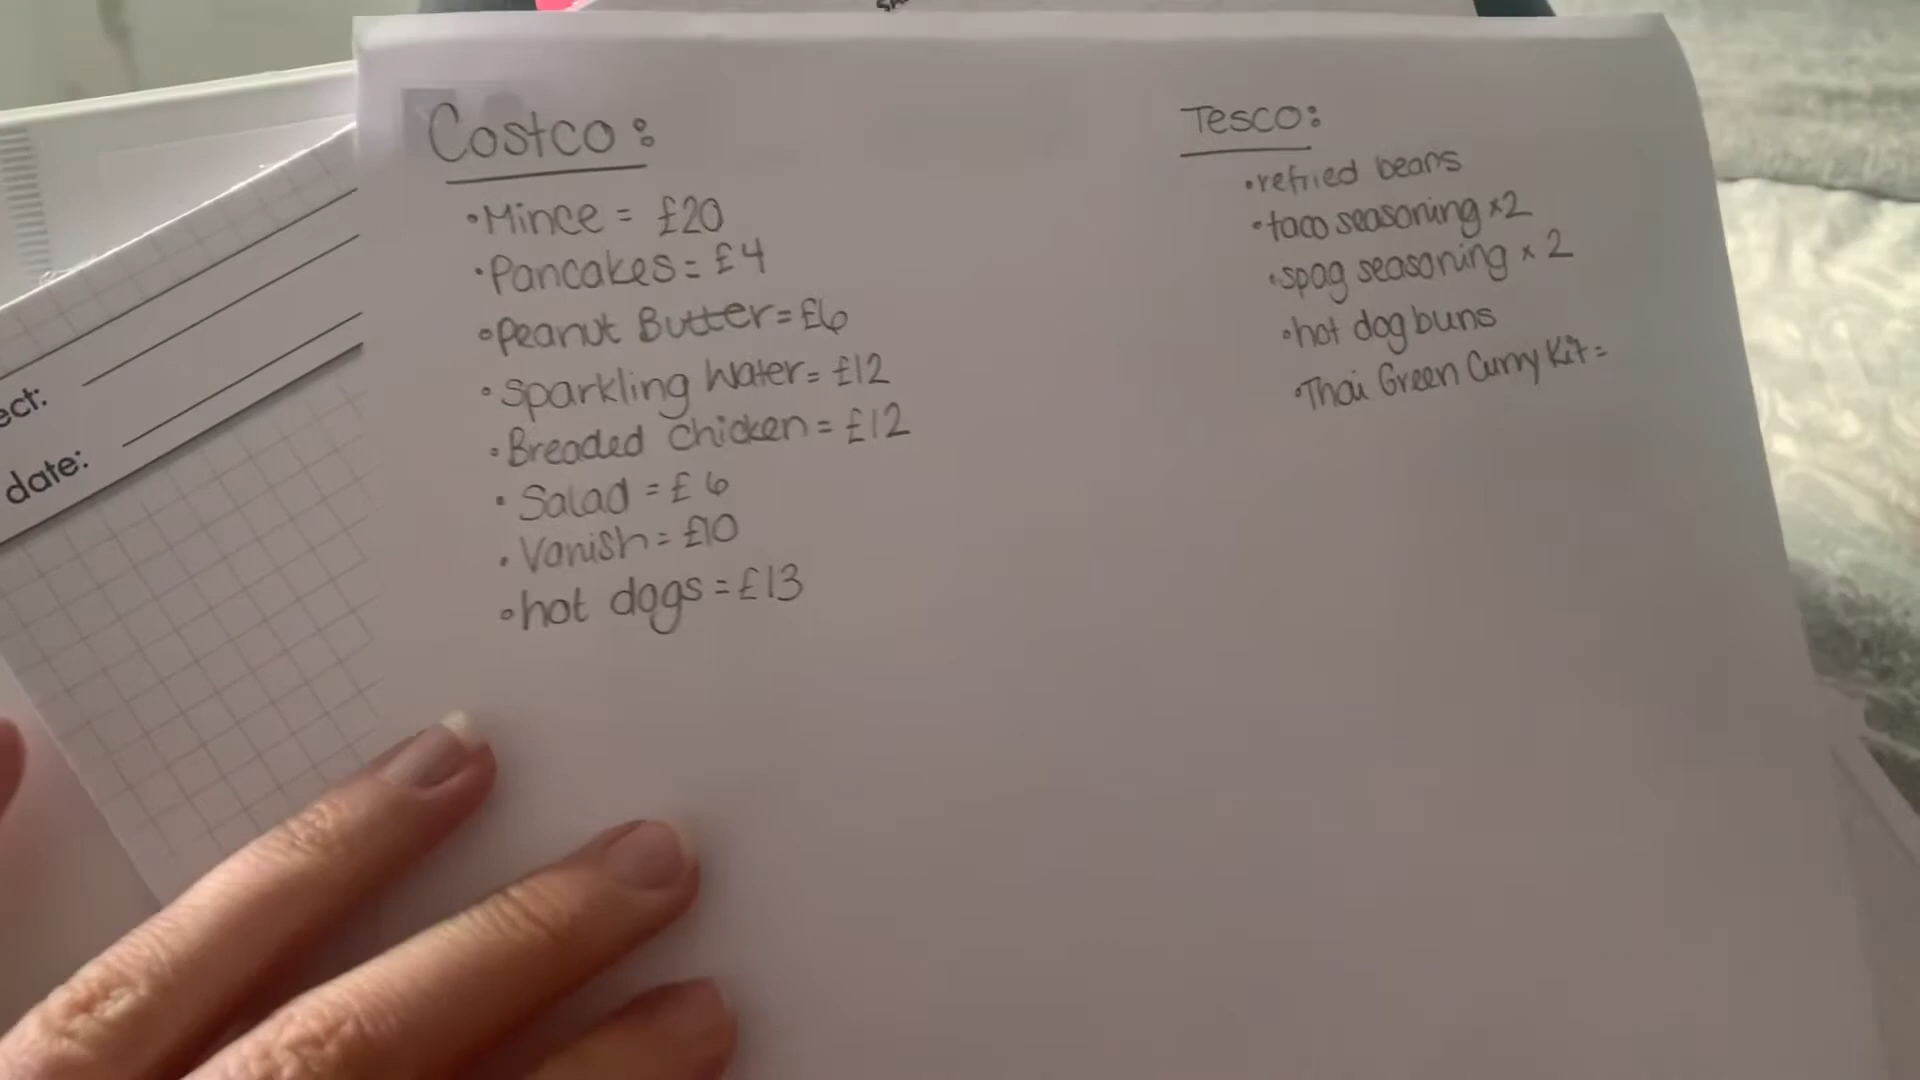 Costco:
•Mince = £20
•Pancakes = £4
•Peanut Butter = £6
•Sparkling Water = £12
•Breaded Chicken = £12
•Salad = £6
•Vanish = £10
•hot dogs = £13
Tesco:
•refried beans
•taco seasoning x2
•spag seasoning x 2
•hot dog buns
•Thai Green Curry Kit =
ect:
date: